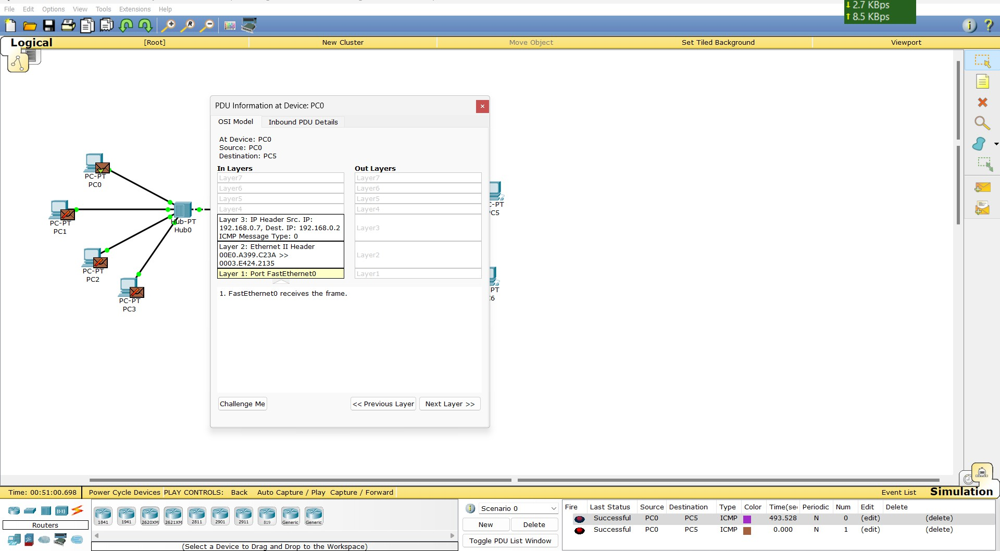 2.7 KBps
8.5 KBps
File Edit Options View Tools Extensions Help
Logical [Root] New Cluster Move Object Set Tiled Background Viewport
PDU Information at Device: PC0
OSI Model Inbound PDU Details
At Device: PC0
Source: PC0
Destination: PC5
In Layers Out Layers
Layer7 Layer7
Layer6 Layer6
Layer5 Layer5
Layer4 Layer4
Layer 3: IP Header Src. IP:
192.168.0.7, Dest. IP: 192.168.0.2
ICMP Message Type: 0
Layer3
Layer 2: Ethernet II Header
00E0.A399.C23A >>
0003.E424.2135
Layer2
Layer 1: Port FastEthernet0 Layer1
1. FastEthernet0 receives the frame.
Challenge Me << Previous Layer Next Layer >>
PC-PT
PC0
PC-PT
PC1
Hub-PT
Hub0
PC-PT
PC2
PC-PT
PC3
C-PT
C5
PT
C6
Time: 00:51:00.698 Power Cycle Devices PLAY CONTROLS: Back Auto Capture / Play Capture / Forward Event List Simulation
Routers
1841 1941 2620XM 2621XM 2811 2901 2911 819 Generic Generic
(Select a Device to Drag and Drop to the Workspace)
Scenario 0
New Delete
Toggle PDU List Window
Fire Last Status Source Destination Type Color Time(sec Periodic Num Edit Delete
Successful PC0 PC5 ICMP 493.528 N 0 (edit) (delete)
Successful PC0 PC5 ICMP 0.000 N 1 (edit) (delete)